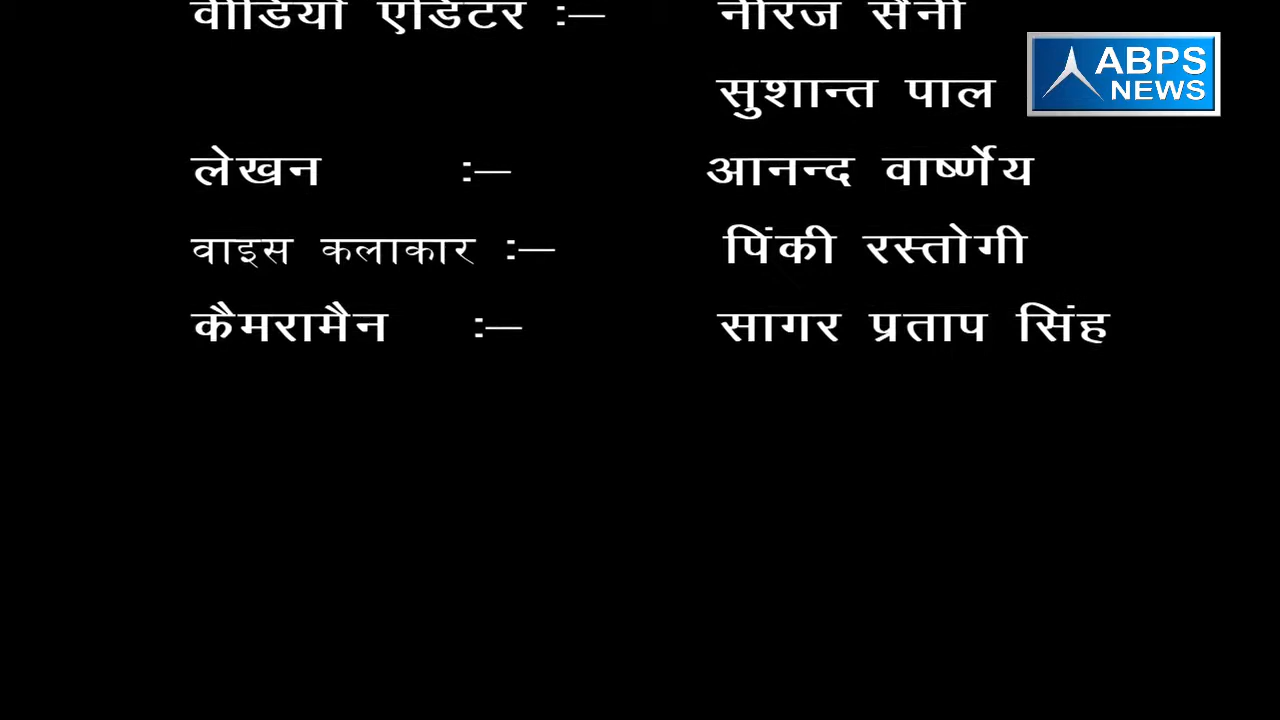 वीडियो एडिटर :— नीरज सैनी
ABPS
NEWS
सुशान्त पाल
लेखन :— आनन्द वार्ष्णेय
वाइस कलाकार :— पिंकी रस्तोगी
कैमरामैन :— सागर प्रताप सिंह